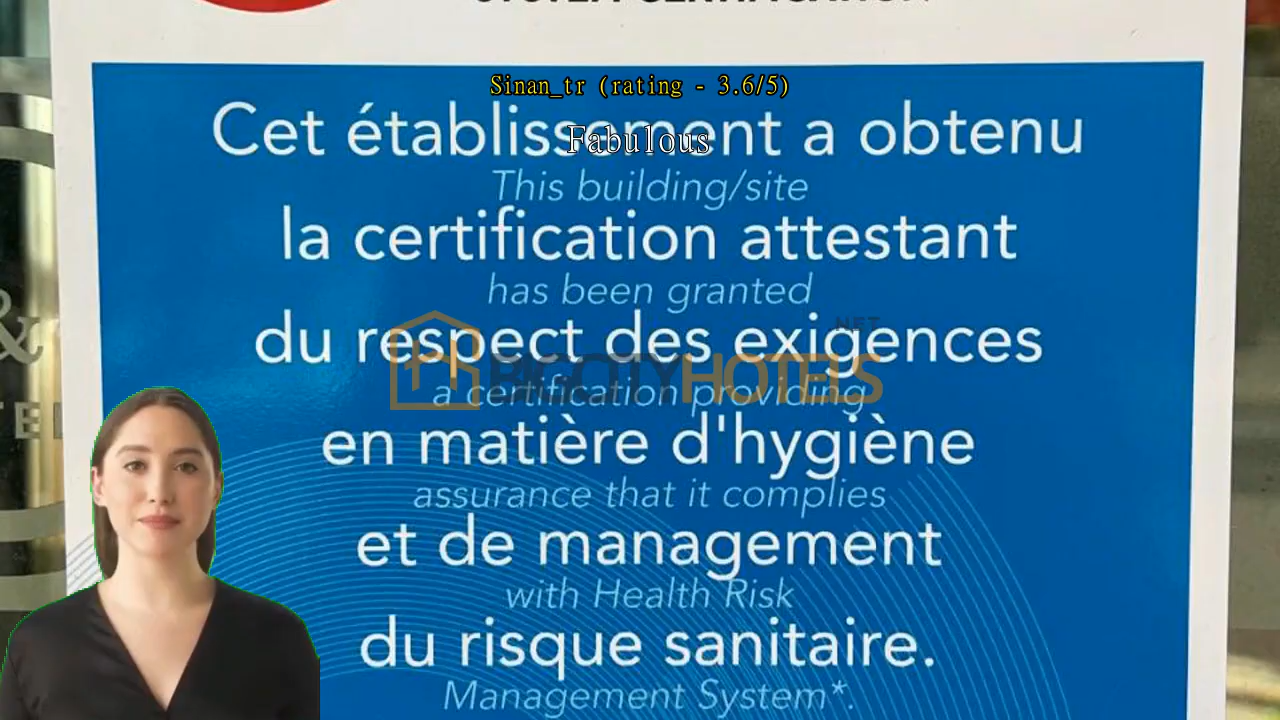 Sinan_tr (rating - 3.6/5)
Cet établissement a obtenu
Fabulous
This building/site
la certification attestant
has been granted
du respect des exigences
.NET
BIGCITYHOTELS
a certification providing
en matière d'hygiène
assurance that it complies
et de management
with Health Risk
du risque sanitaire.
Management System*.